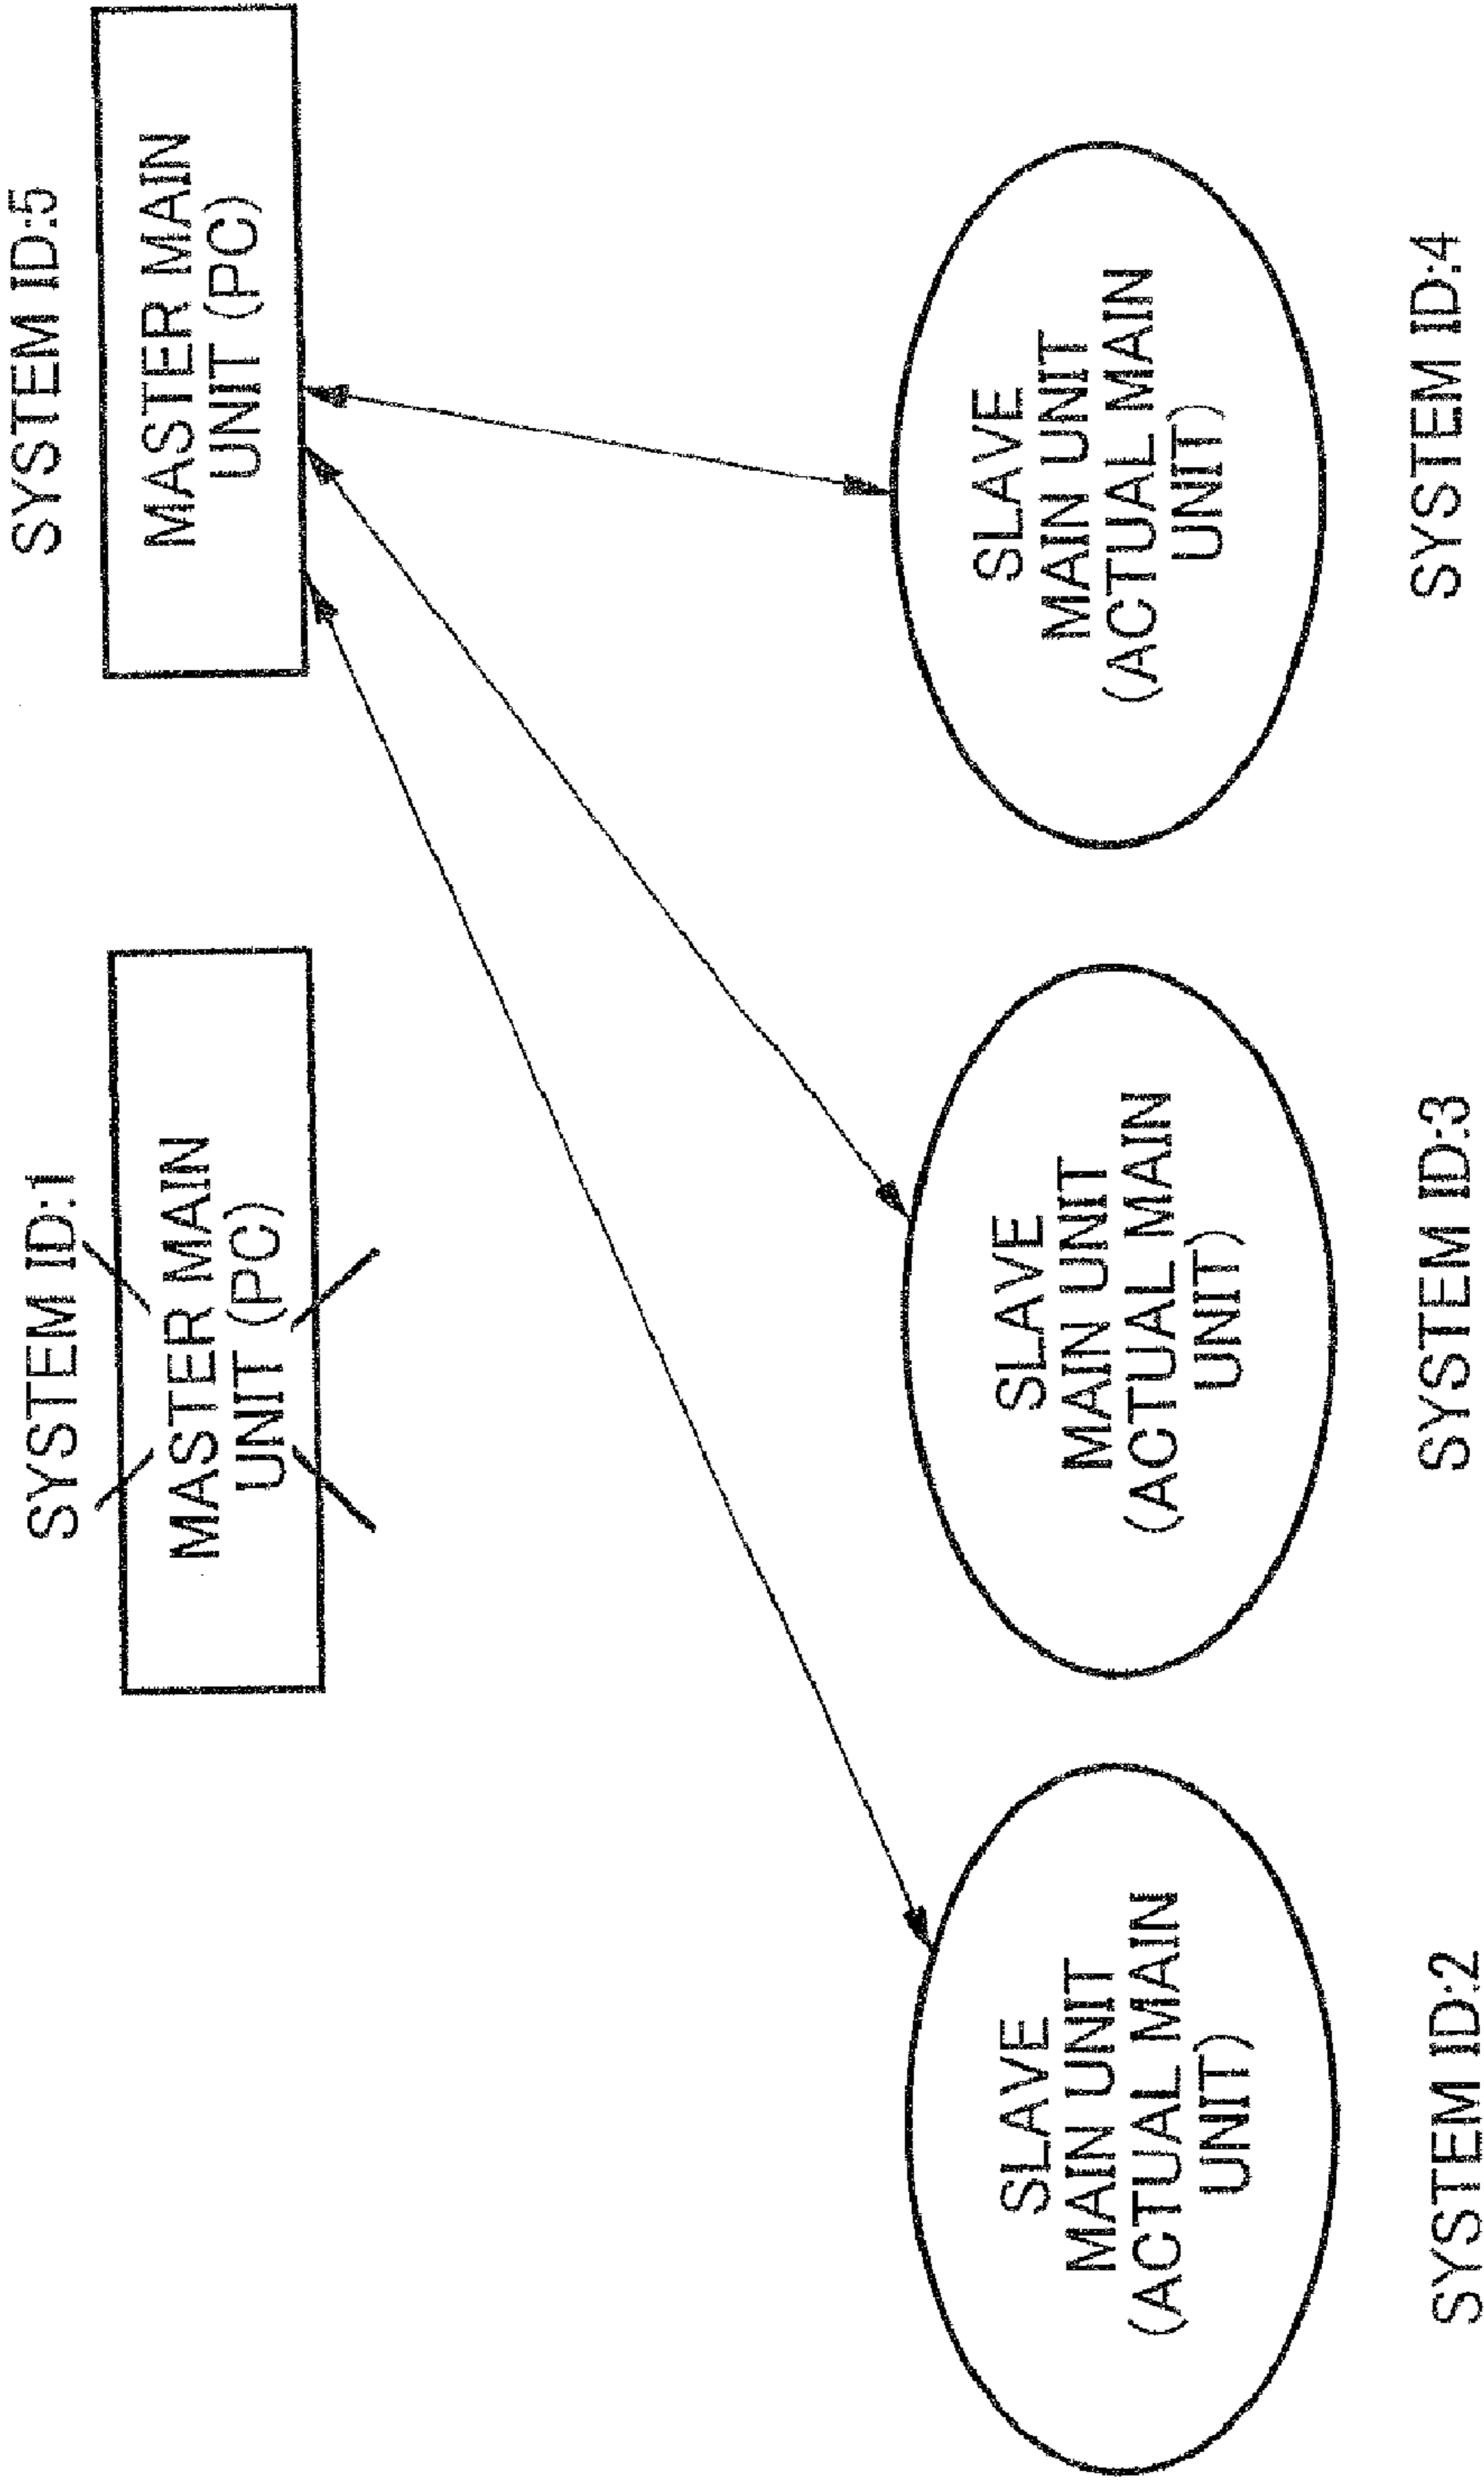 SYSTEM ID:1
MASTER MAIN
UNIT (PC)
SYSTEM ID:5
MASTER MAIN
UNIT (PC)
SLAVE
MAIN UNIT
(ACTUAL MAIN
UNIT)
SYSTEM ID:2
SLAVE
MAIN UNIT
(ACTUAL MAIN
UNIT)
SYSTEM ID:3
SLAVE
MAIN UNIT
(ACTUAL MAIN
UNIT)
SYSTEM ID:4